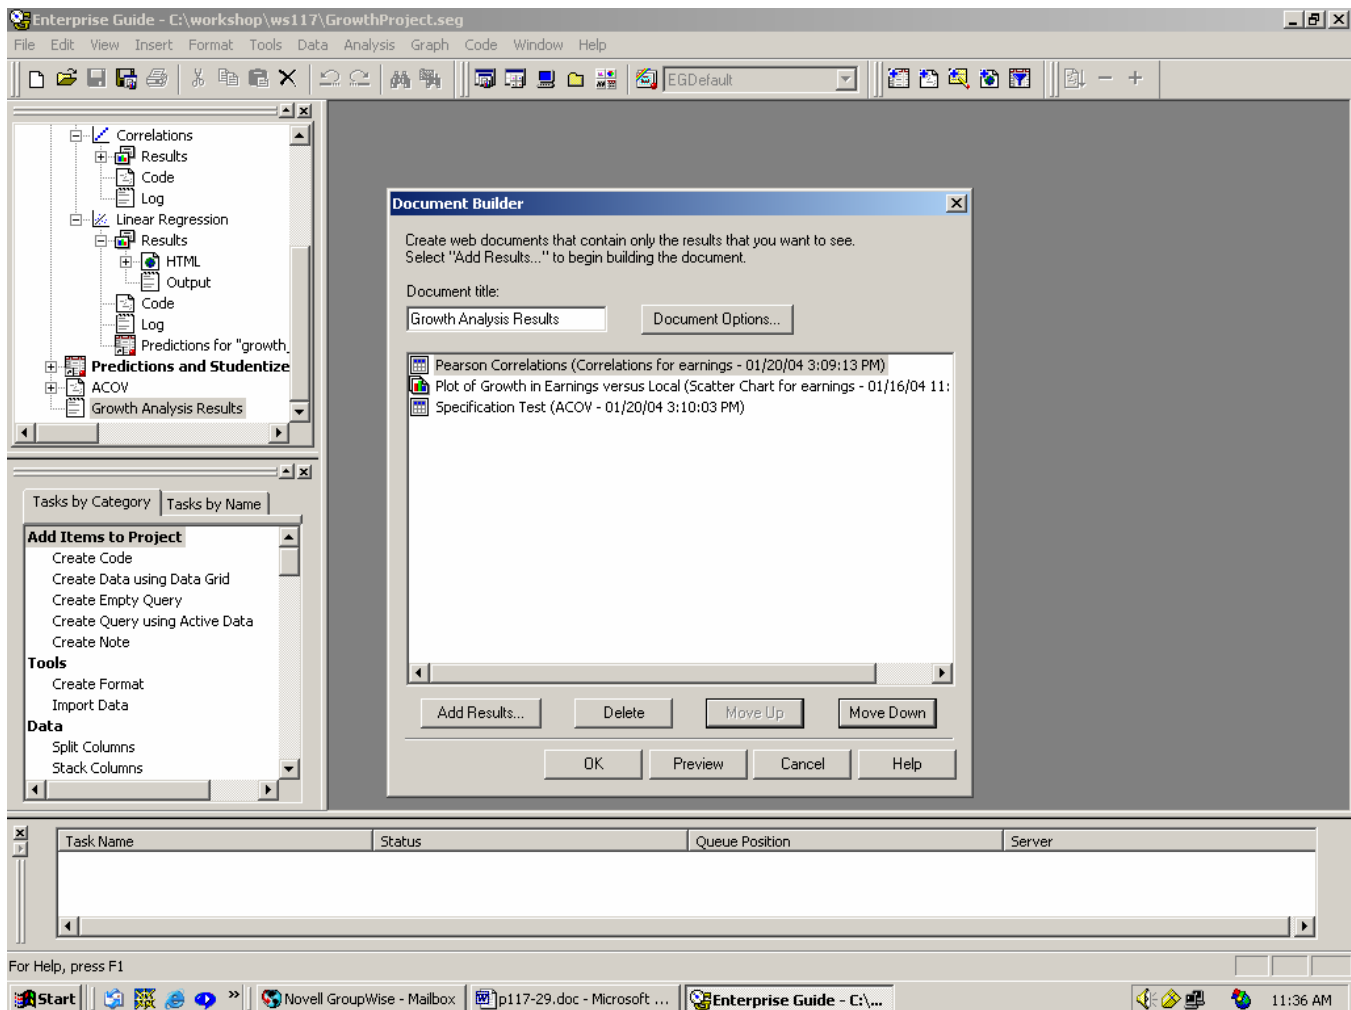 Enterprise Guide - C:\workshop\ws117\GrowthProject.seg
File Edit View Insert Format Tools Data Analysis Graph Code Window Help
EGDefault
Correlations
Results
Code
Log
Linear Regression
Results
HTML
Output
Code
Log
Predictions for "growth_
Predictions and Studentize
ACOV
Growth Analysis Results
Tasks by Category Tasks by Name
Add Items to Project
Create Code
Create Data using Data Grid
Create Empty Query
Create Query using Active Data
Create Note
Tools
Create Format
Import Data
Data
Split Columns
Stack Columns
Document Builder
Create web documents that contain only the results that you want to see.
Select "Add Results..." to begin building the document.
Document title:
Growth Analysis Results Document Options...
Pearson Correlations (Correlations for earnings - 01/20/04 3:09:13 PM)
Plot of Growth in Earnings versus Local (Scatter Chart for earnings - 01/16/04 11:
Specification Test (ACOV - 01/20/04 3:10:03 PM)
Add Results... Delete Move Up Move Down
OK Preview Cancel Help
Task Name Status Queue Position Server
For Help, press F1
Start » Novell GroupWise - Mailbox p117-29.doc - Microsoft ... Enterprise Guide - C:\... 11:36 AM